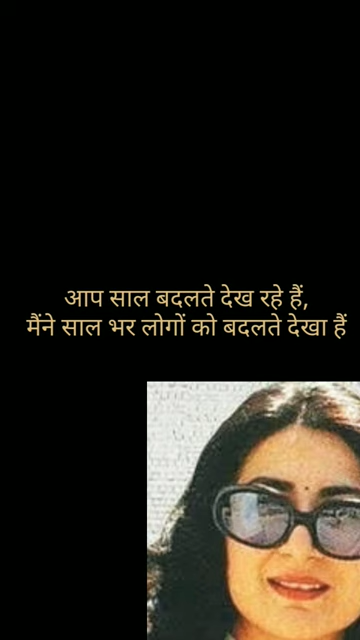 आप साल बदलते देख रहे हैं,
मैंने साल भर लोगों को बदलते देखा हैं